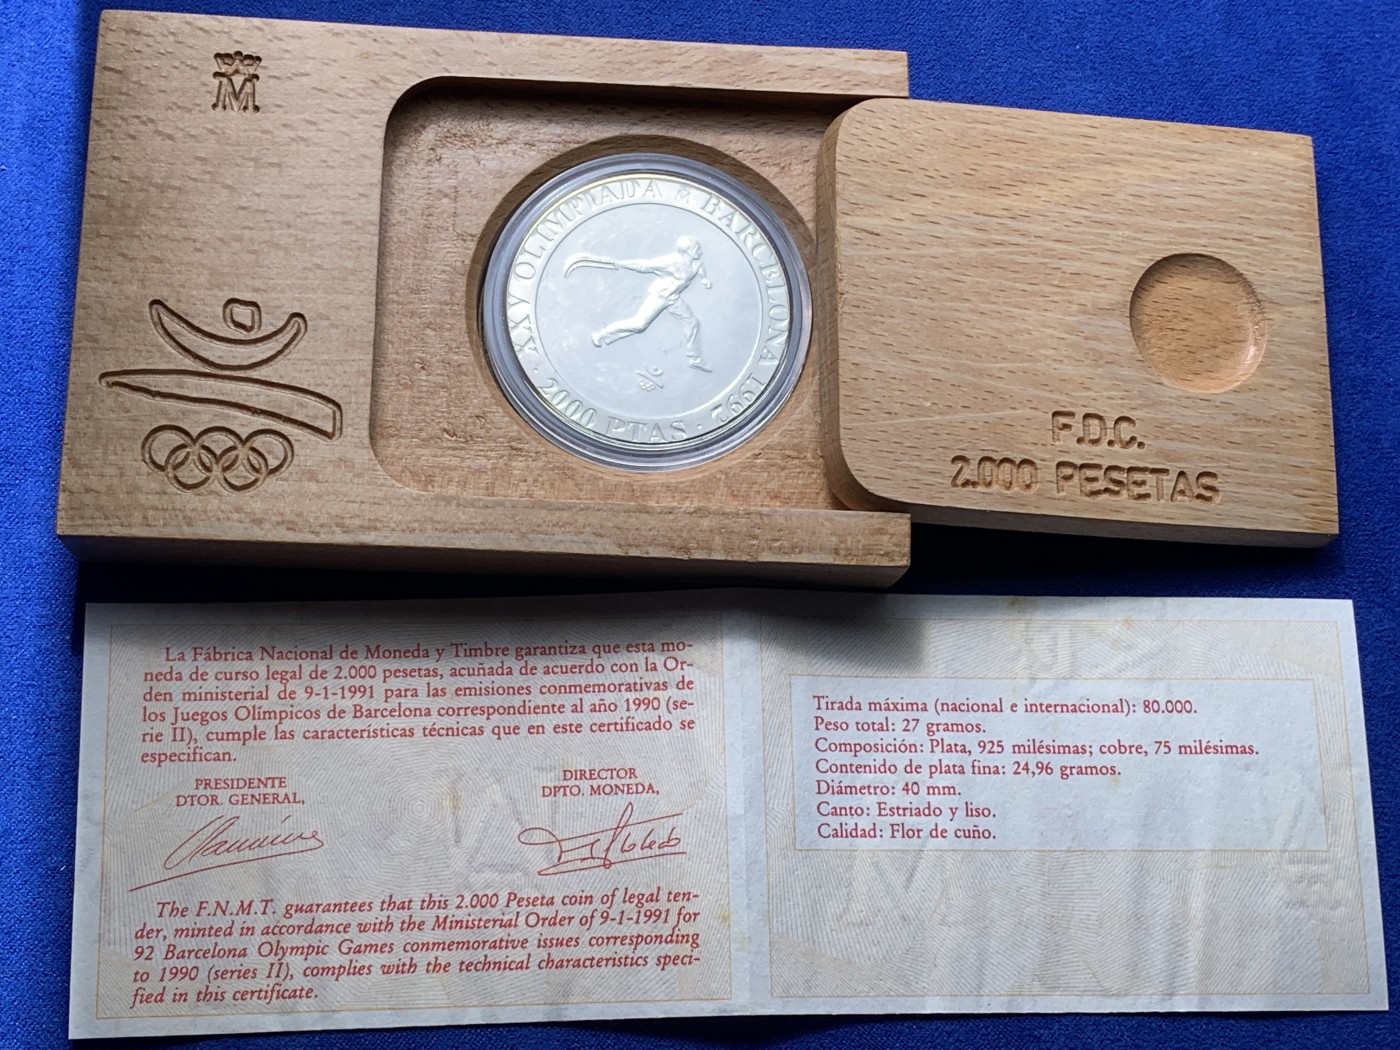 M
XXV OLIMPIADA M BARCELONA 1992
· 2000 PTAS ·
F.D.C.
2.000 PESETAS
La Fábrica Nacional de Moneda y Timbre garantiza que esta mo-
neda de curso legal de 2.000 pesetas, acuñada de acuerdo con la Or-
den ministerial de 9-1-1991 para las emisiones conmemorativas de
los Juegos Olímpicos de Barcelona correspondiente al año 1990 (se-
rie II), cumple las características técnicas que en este certificado se
especifican.
PRESIDENTE
DTOR. GENERAL,
DIRECTOR
DPTO. MONEDA,
The F.N.M.T. guarantees that this 2.000 Peseta coin of legal ten-
der, minted in accordance with the Ministerial Order of 9-1-1991 for
92 Barcelona Olympic Games conmemorative issues corresponding
to 1990 (series II), complies with the technical characteristics speci-
fied in this certificate.
Tirada máxima (nacional e internacional): 80.000.
Peso total: 27 gramos.
Composición: Plata, 925 milésimas; cobre, 75 milésimas.
Contenido de plata fina: 24,96 gramos.
Diámetro: 40 mm.
Canto: Estriado y liso.
Calidad: Flor de cuño.